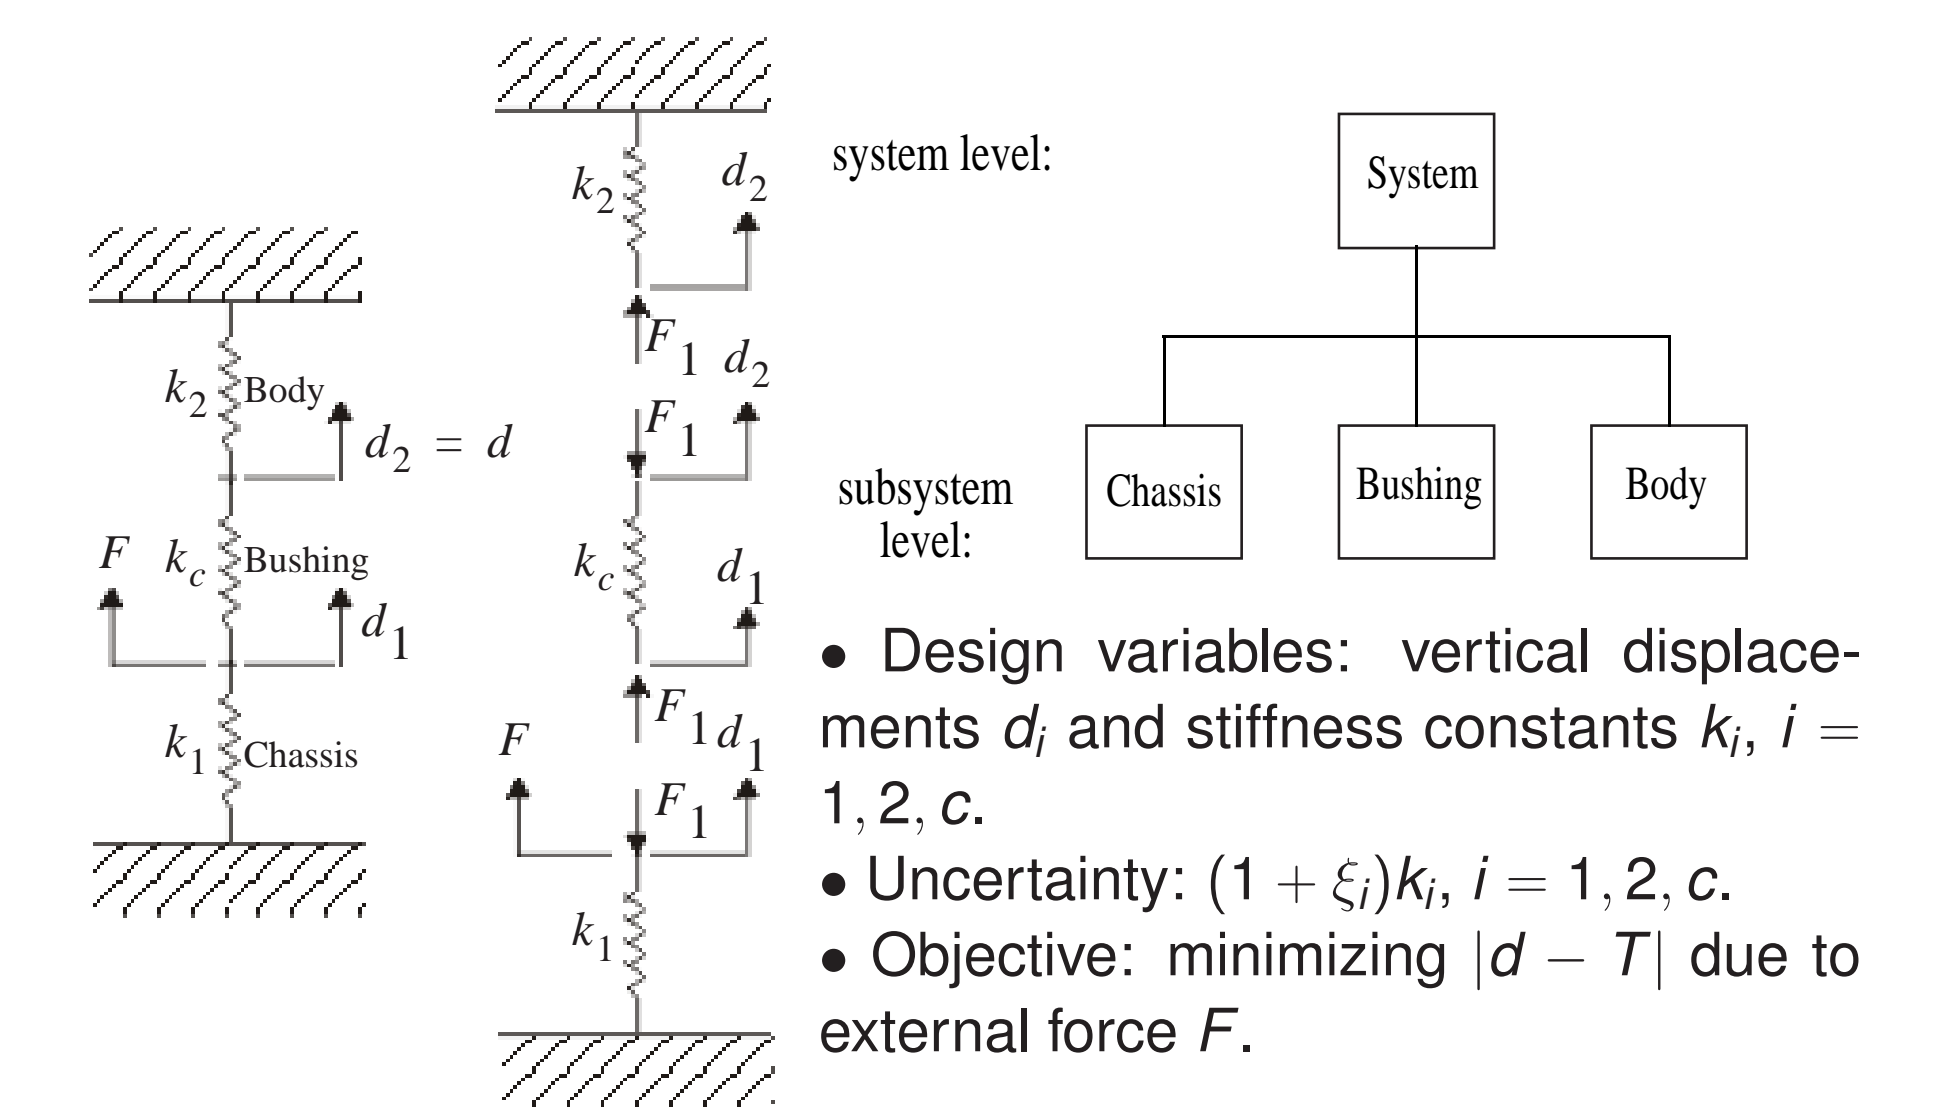 k2 Body
d2 = d
F kc Bushing
d1
k1 Chassis
k2 d2
F1 d2
F1
kc d1
F1 d1
F
F1
k1
system level:
System
subsystem
level:
Chassis Bushing Body
• Design variables: vertical displace-
ments di and stiffness constants ki, i =
1, 2, c.
• Uncertainty: (1 + ξi)ki, i = 1, 2, c.
• Objective: minimizing |d − T| due to
external force F.